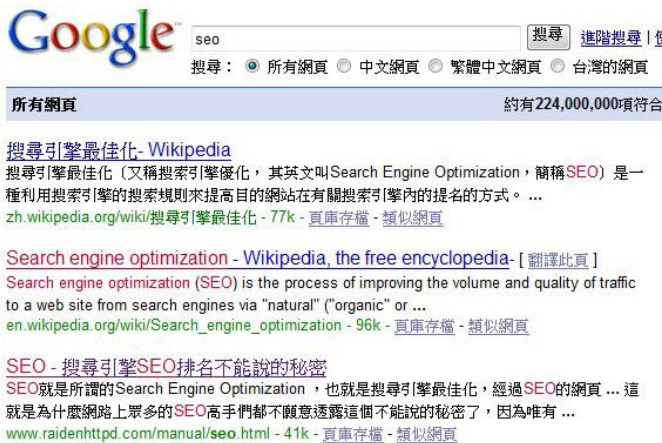 Google
seo
搜尋
進階搜尋 |
搜尋： 所有網頁 中文網頁 繁體中文網頁 台灣的網頁
所有網頁 約有224,000,000項符合
搜尋引擎最佳化- Wikipedia
搜尋引擎最佳化（又稱搜索引擎優化， 其英文叫Search Engine Optimization，簡稱SEO）是一
種利用搜索引擎的搜索規則來提高目的網站在有關搜索引擎內的提名的方式。 ...
zh.wikipedia.org/wiki/搜尋引擎最佳化 - 77k - 頁庫存檔 - 類似網頁
Search engine optimization - Wikipedia, the free encyclopedia- [ 翻譯此頁 ]
Search engine optimization (SEO) is the process of improving the volume and quality of traffic
to a web site from search engines via "natural" ("organic" or ...
en.wikipedia.org/wiki/Search_engine_optimization - 96k - 頁庫存檔 - 類似網頁
SEO - 搜尋引擎SEO排名不能說的秘密
SEO就是所謂的Search Engine Optimization ，也就是搜尋引擎最佳化，經過SEO的網頁 ... 這
就是為什麼網路上眾多的SEO高手們都不願意透露這個不能說的秘密了，因為唯有 ...
www.raidenhttpd.com/manual/seo.html - 41k - 頁庫存檔 - 類似網頁